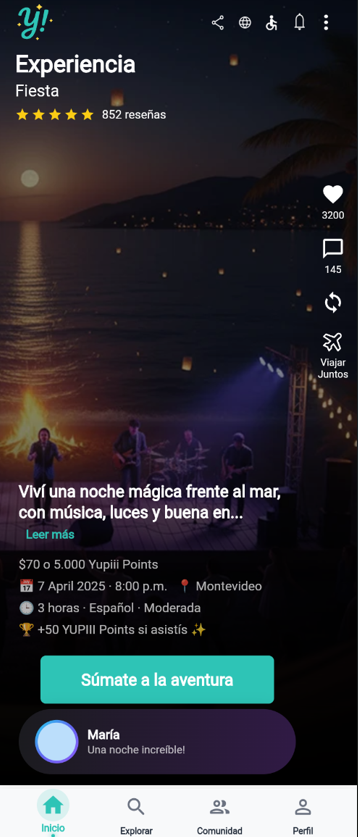 Y!
Experiencia
Fiesta
852 reseñas
3200
145
Viajar
Juntos
Viví una noche mágica frente al mar,
con música, luces y buena en...
Leer más
$70 o 5.000 Yupiii Points
7 April 2025 · 8:00 p.m. Montevideo
3 horas · Español · Moderada
+50 YUPIII Points si asistís
Súmate a la aventura
María
Una noche increíble!
Inicio
Explorar
Comunidad
Perfil